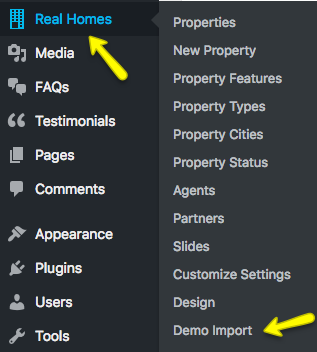 Real Homes
Media
FAQs
Testimonials
Pages
Comments
Appearance
Plugins
Users
Tools
Properties
New Property
Property Features
Property Types
Property Cities
Property Status
Agents
Partners
Slides
Customize Settings
Design
Demo Import